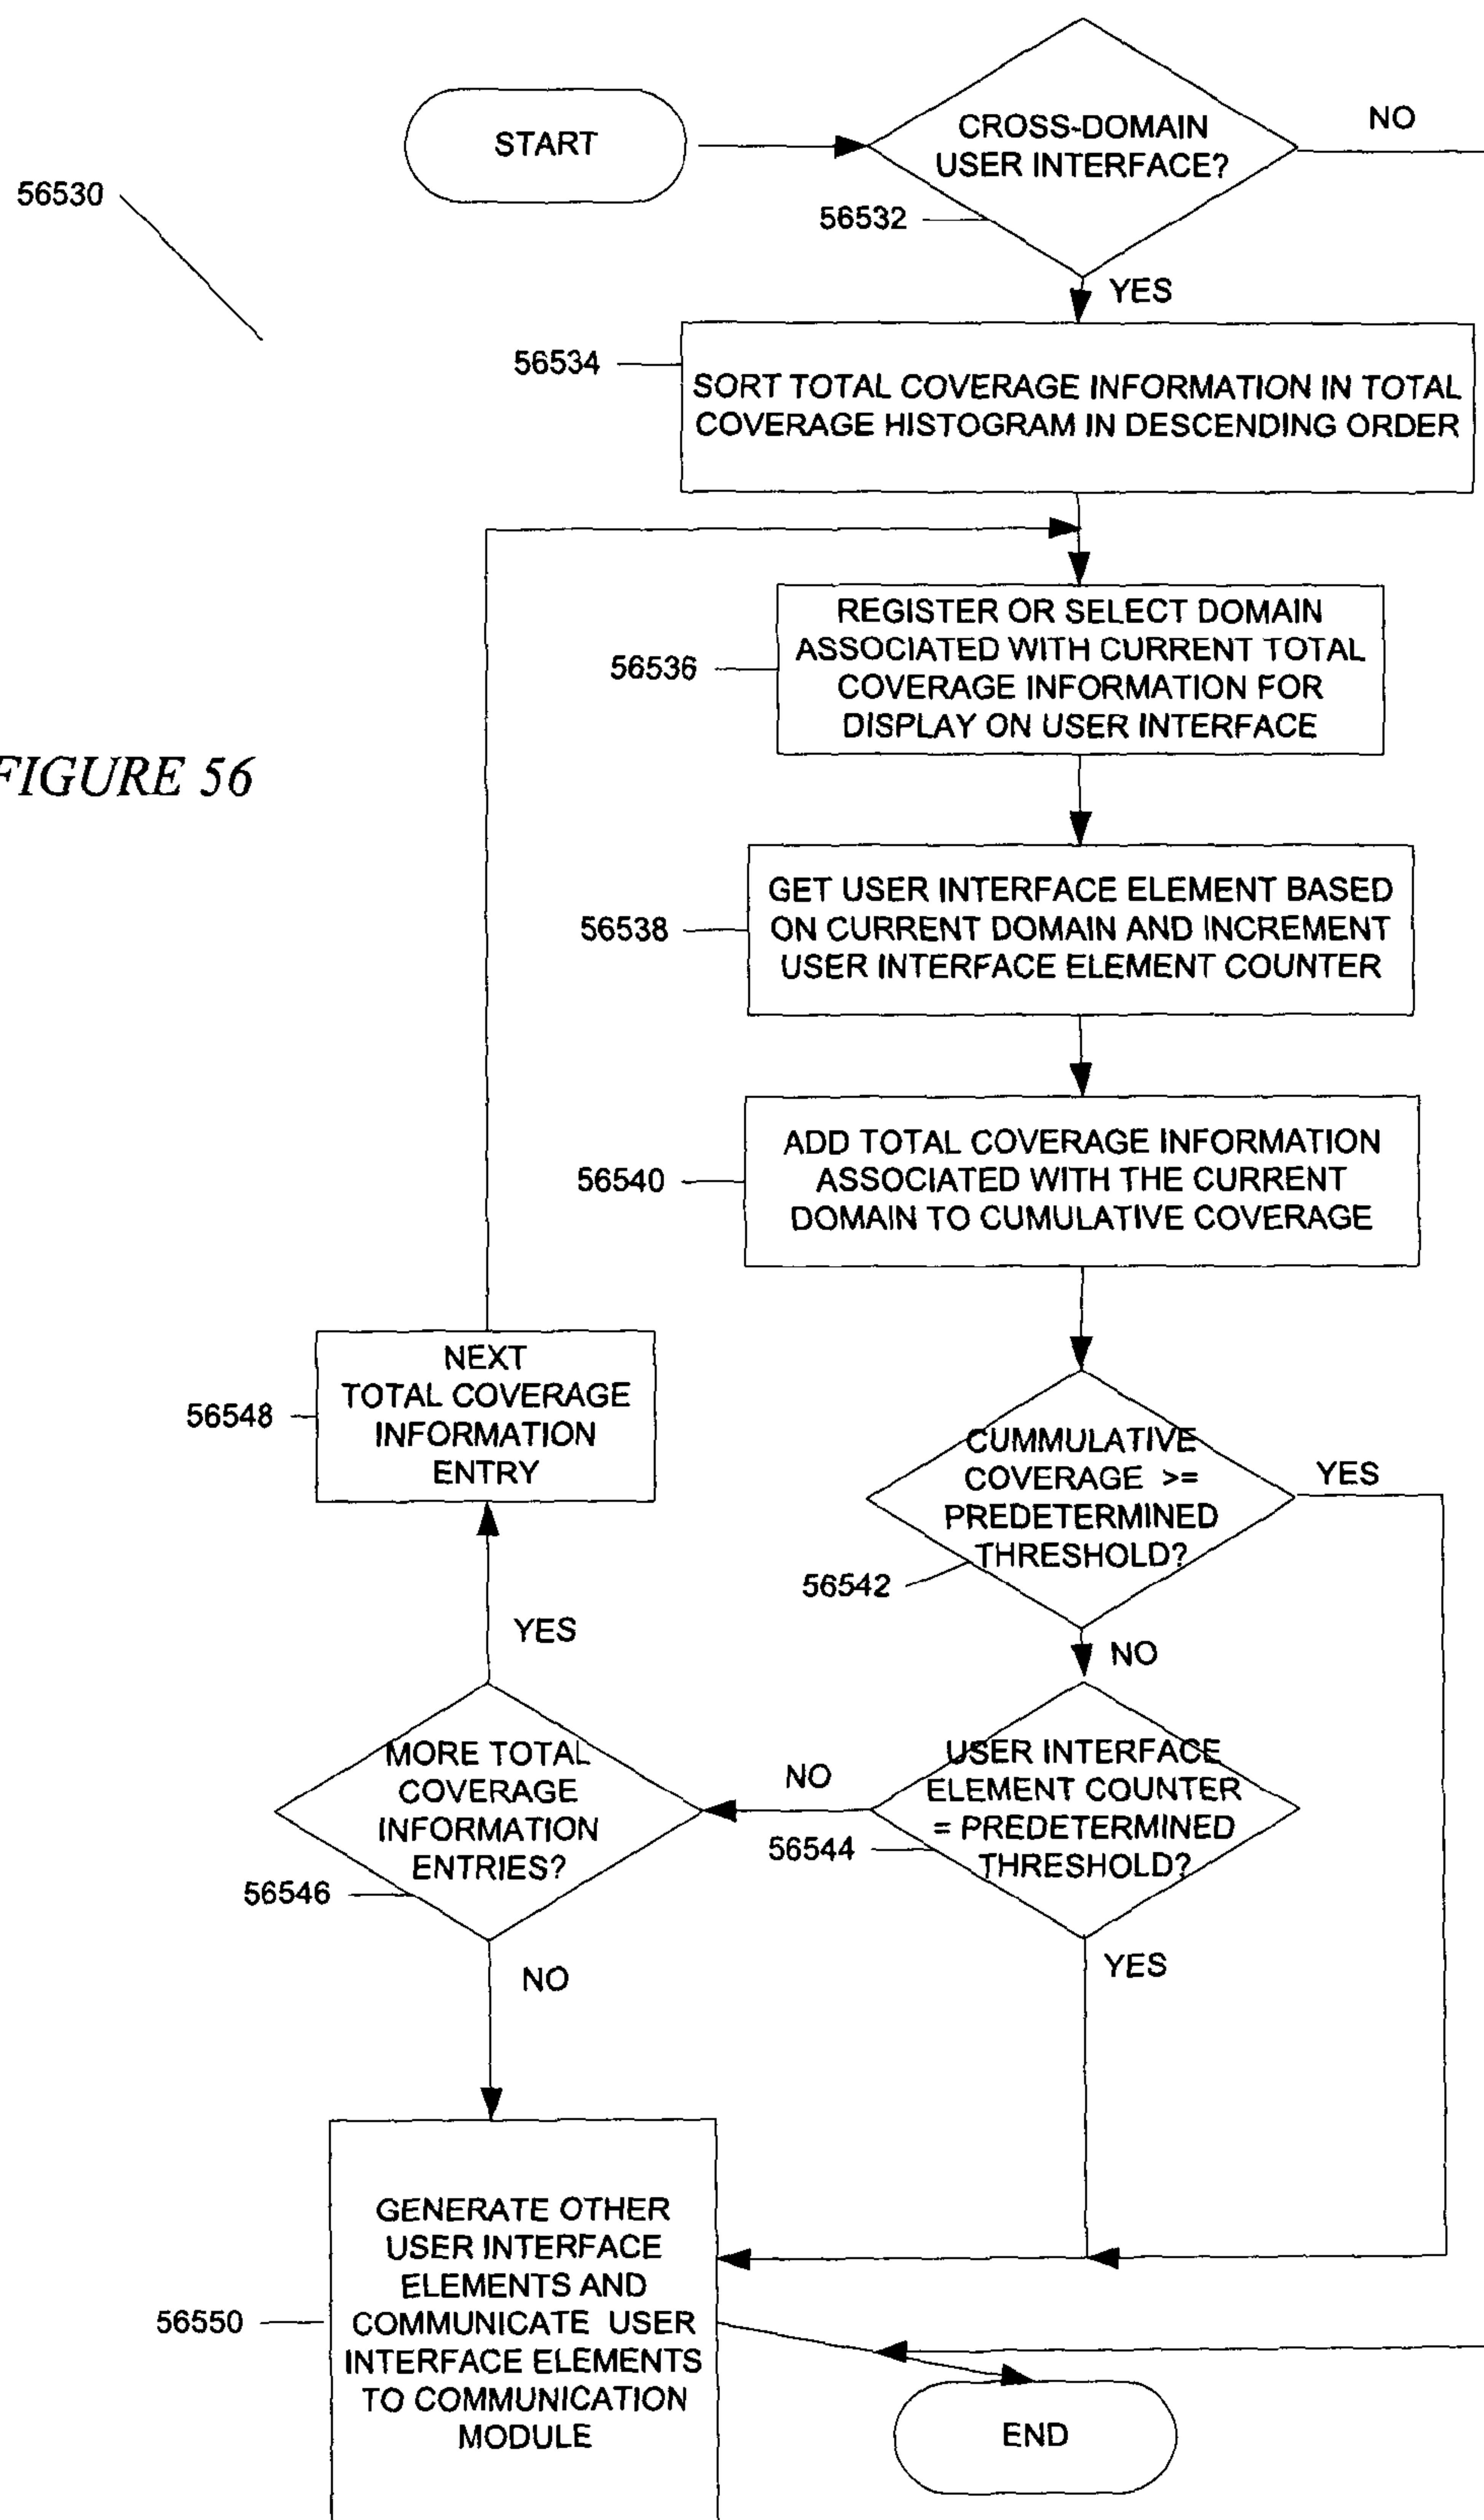 START
CROSS-DOMAIN
USER INTERFACE?
NO
56530
56532
YES
56534
SORT TOTAL COVERAGE INFORMATION IN TOTAL
COVERAGE HISTOGRAM IN DESCENDING ORDER
REGISTER OR SELECT DOMAIN
ASSOCIATED WITH CURRENT TOTAL
COVERAGE INFORMATION FOR
DISPLAY ON USER INTERFACE
56536
FIGURE 56
GET USER INTERFACE ELEMENT BASED
ON CURRENT DOMAIN AND INCREMENT
USER INTERFACE ELEMENT COUNTER
56538
ADD TOTAL COVERAGE INFORMATION
ASSOCIATED WITH THE CURRENT
DOMAIN TO CUMULATIVE COVERAGE
56540
NEXT
TOTAL COVERAGE
INFORMATION
ENTRY
56548
CUMMULATIVE
COVERAGE >=
PREDETERMINED
THRESHOLD?
YES
56542
YES
NO
MORE TOTAL
COVERAGE
INFORMATION
ENTRIES?
56546
NO
USER INTERFACE
ELEMENT COUNTER
= PREDETERMINED
THRESHOLD?
56544
YES
NO
GENERATE OTHER
USER INTERFACE
ELEMENTS AND
COMMUNICATE USER
INTERFACE ELEMENTS
TO COMMUNICATION
MODULE
56550
END